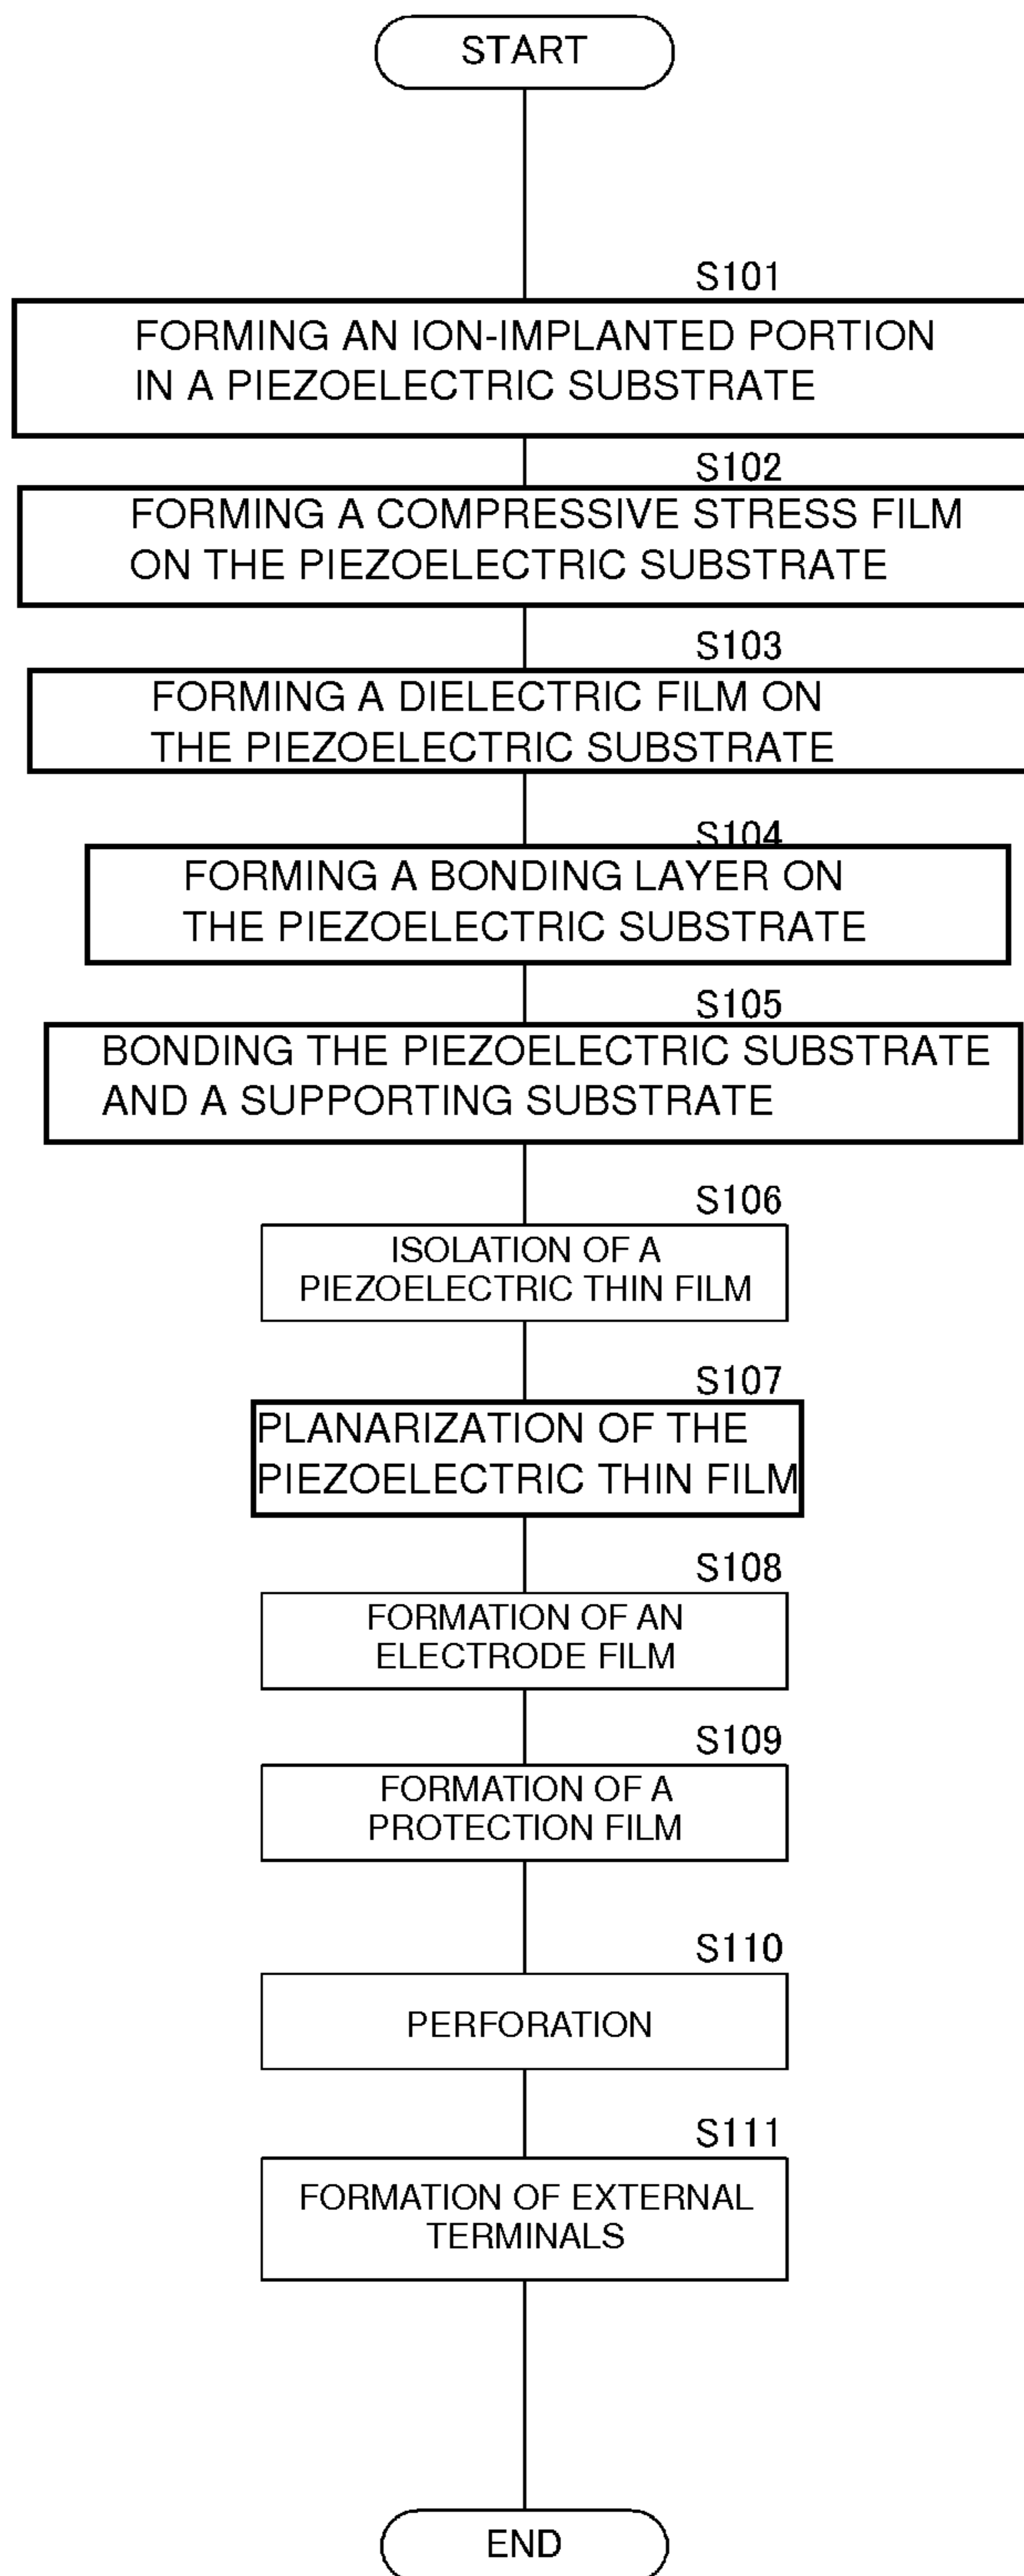 START
S101
FORMING AN ION-IMPLANTED PORTION
IN A PIEZOELECTRIC SUBSTRATE
S102
FORMING A COMPRESSIVE STRESS FILM
ON THE PIEZOELECTRIC SUBSTRATE
S103
FORMING A DIELECTRIC FILM ON
THE PIEZOELECTRIC SUBSTRATE
S104
FORMING A BONDING LAYER ON
THE PIEZOELECTRIC SUBSTRATE
S105
BONDING THE PIEZOELECTRIC SUBSTRATE
AND A SUPPORTING SUBSTRATE
S106
ISOLATION OF A
PIEZOELECTRIC THIN FILM
S107
PLANARIZATION OF THE
PIEZOELECTRIC THIN FILM
S108
FORMATION OF AN
ELECTRODE FILM
S109
FORMATION OF A
PROTECTION FILM
S110
PERFORATION
S111
FORMATION OF EXTERNAL
TERMINALS
END